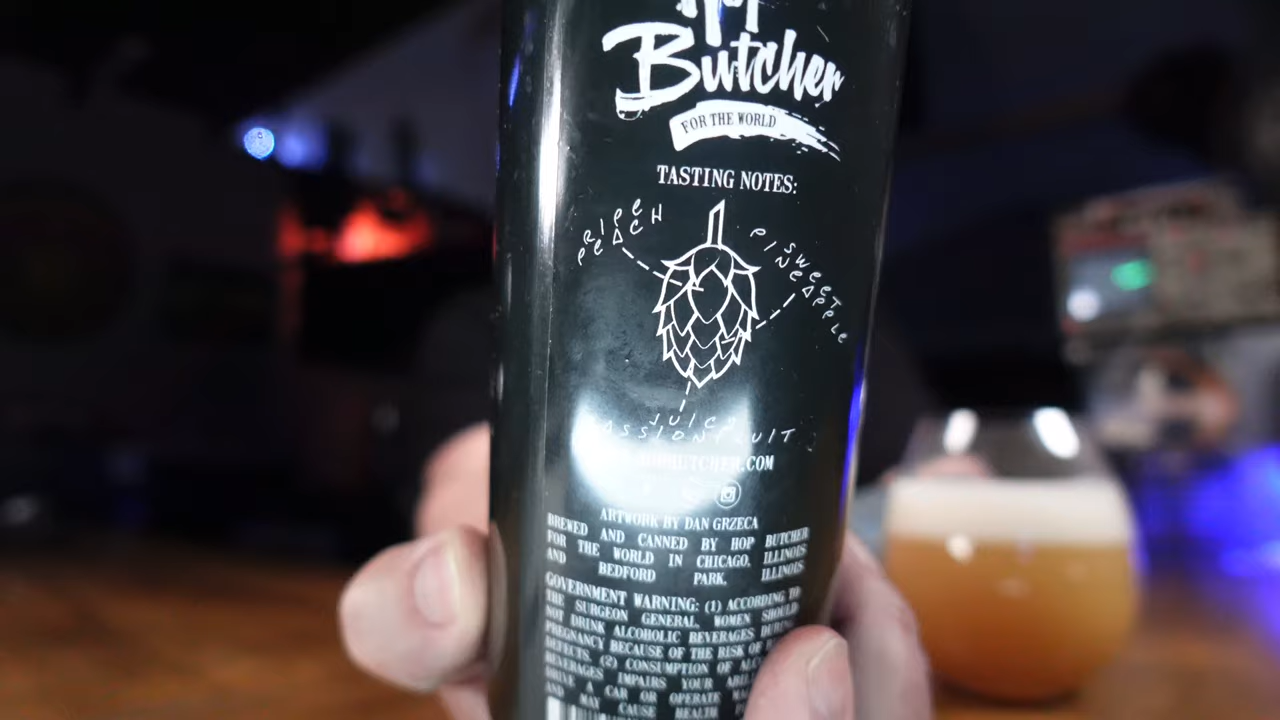 Hop
Butcher
FOR THE WORLD
TASTING NOTES:
RIPE
PEACH
SWEET
PINEAPPLE
JUICY
PASSIONFRUIT
HOPBUTCHER.COM
ARTWORK BY DAN GRZECA
BREWED AND CANNED BY HOP BUTCHER
FOR THE WORLD IN CHICAGO, ILLINOIS
AND BEDFORD PARK, ILLINOIS
GOVERNMENT WARNING: (1) ACCORDING TO
THE SURGEON GENERAL, WOMEN SHOULD
NOT DRINK ALCOHOLIC BEVERAGES DURING
PREGNANCY BECAUSE OF THE RISK OF
DEFECTS. (2) CONSUMPTION OF
BEVERAGES IMPAIRS YOUR
DRIVE A CAR OR OPERATE
AND MAY CAUSE HEALTH